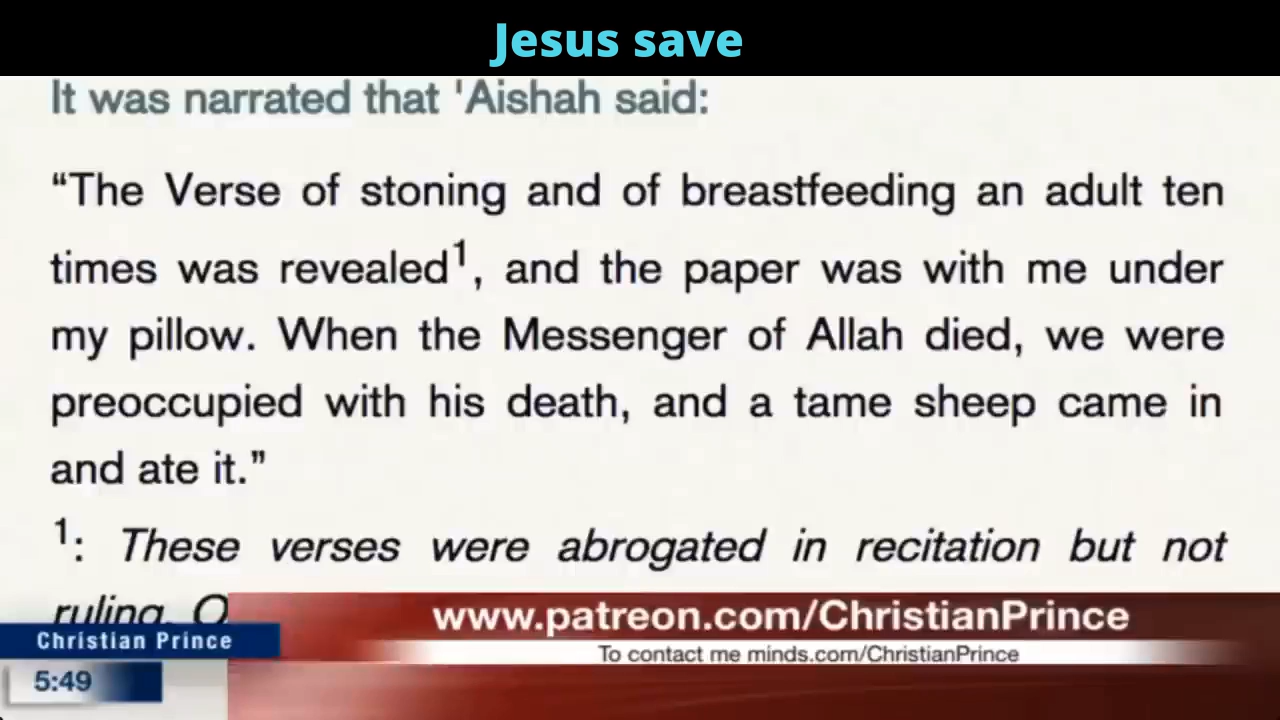 Jesus save
It was narrated that 'Aishah said:
“The Verse of stoning and of breastfeeding an adult ten
times was revealed¹, and the paper was with me under
my pillow. When the Messenger of Allah died, we were
preoccupied with his death, and a tame sheep came in
and ate it.”
¹: These verses were abrogated in recitation but not
ruling. O
www.patreon.com/ChristianPrince
Christian Prince
To contact me minds.com/ChristianPrince
5:49